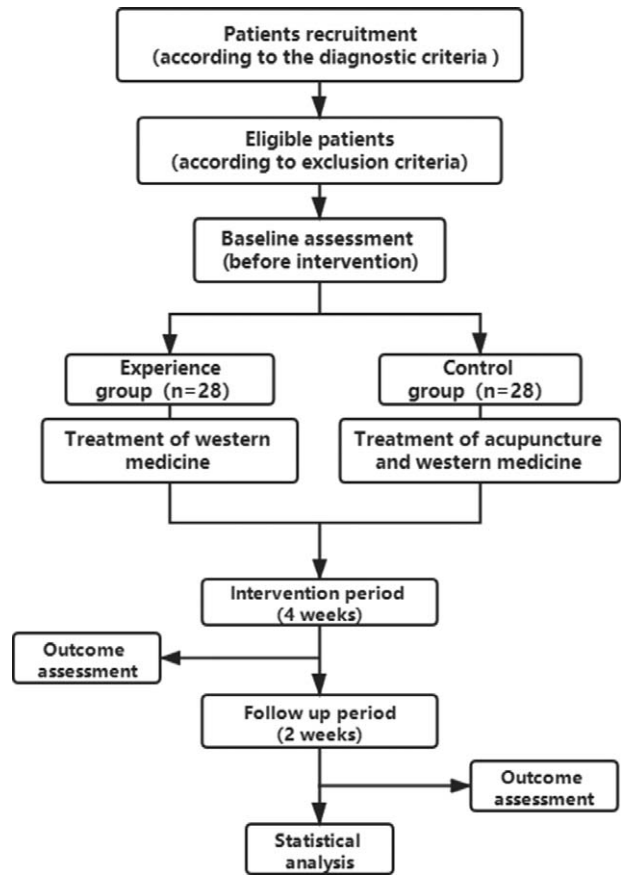 Patients recruitment
(according to the diagnostic criteria )
Eligible patients
(according to exclusion criteria)
Baseline assessment
(before intervention)
Experience
group (n=28)
Control
group (n=28)
Treatment of western
medicine
Treatment of acupuncture
and western medicine
Intervention period
(4 weeks)
Outcome
assessment
Follow up period
(2 weeks)
Outcome
assessment
Statistical
analysis